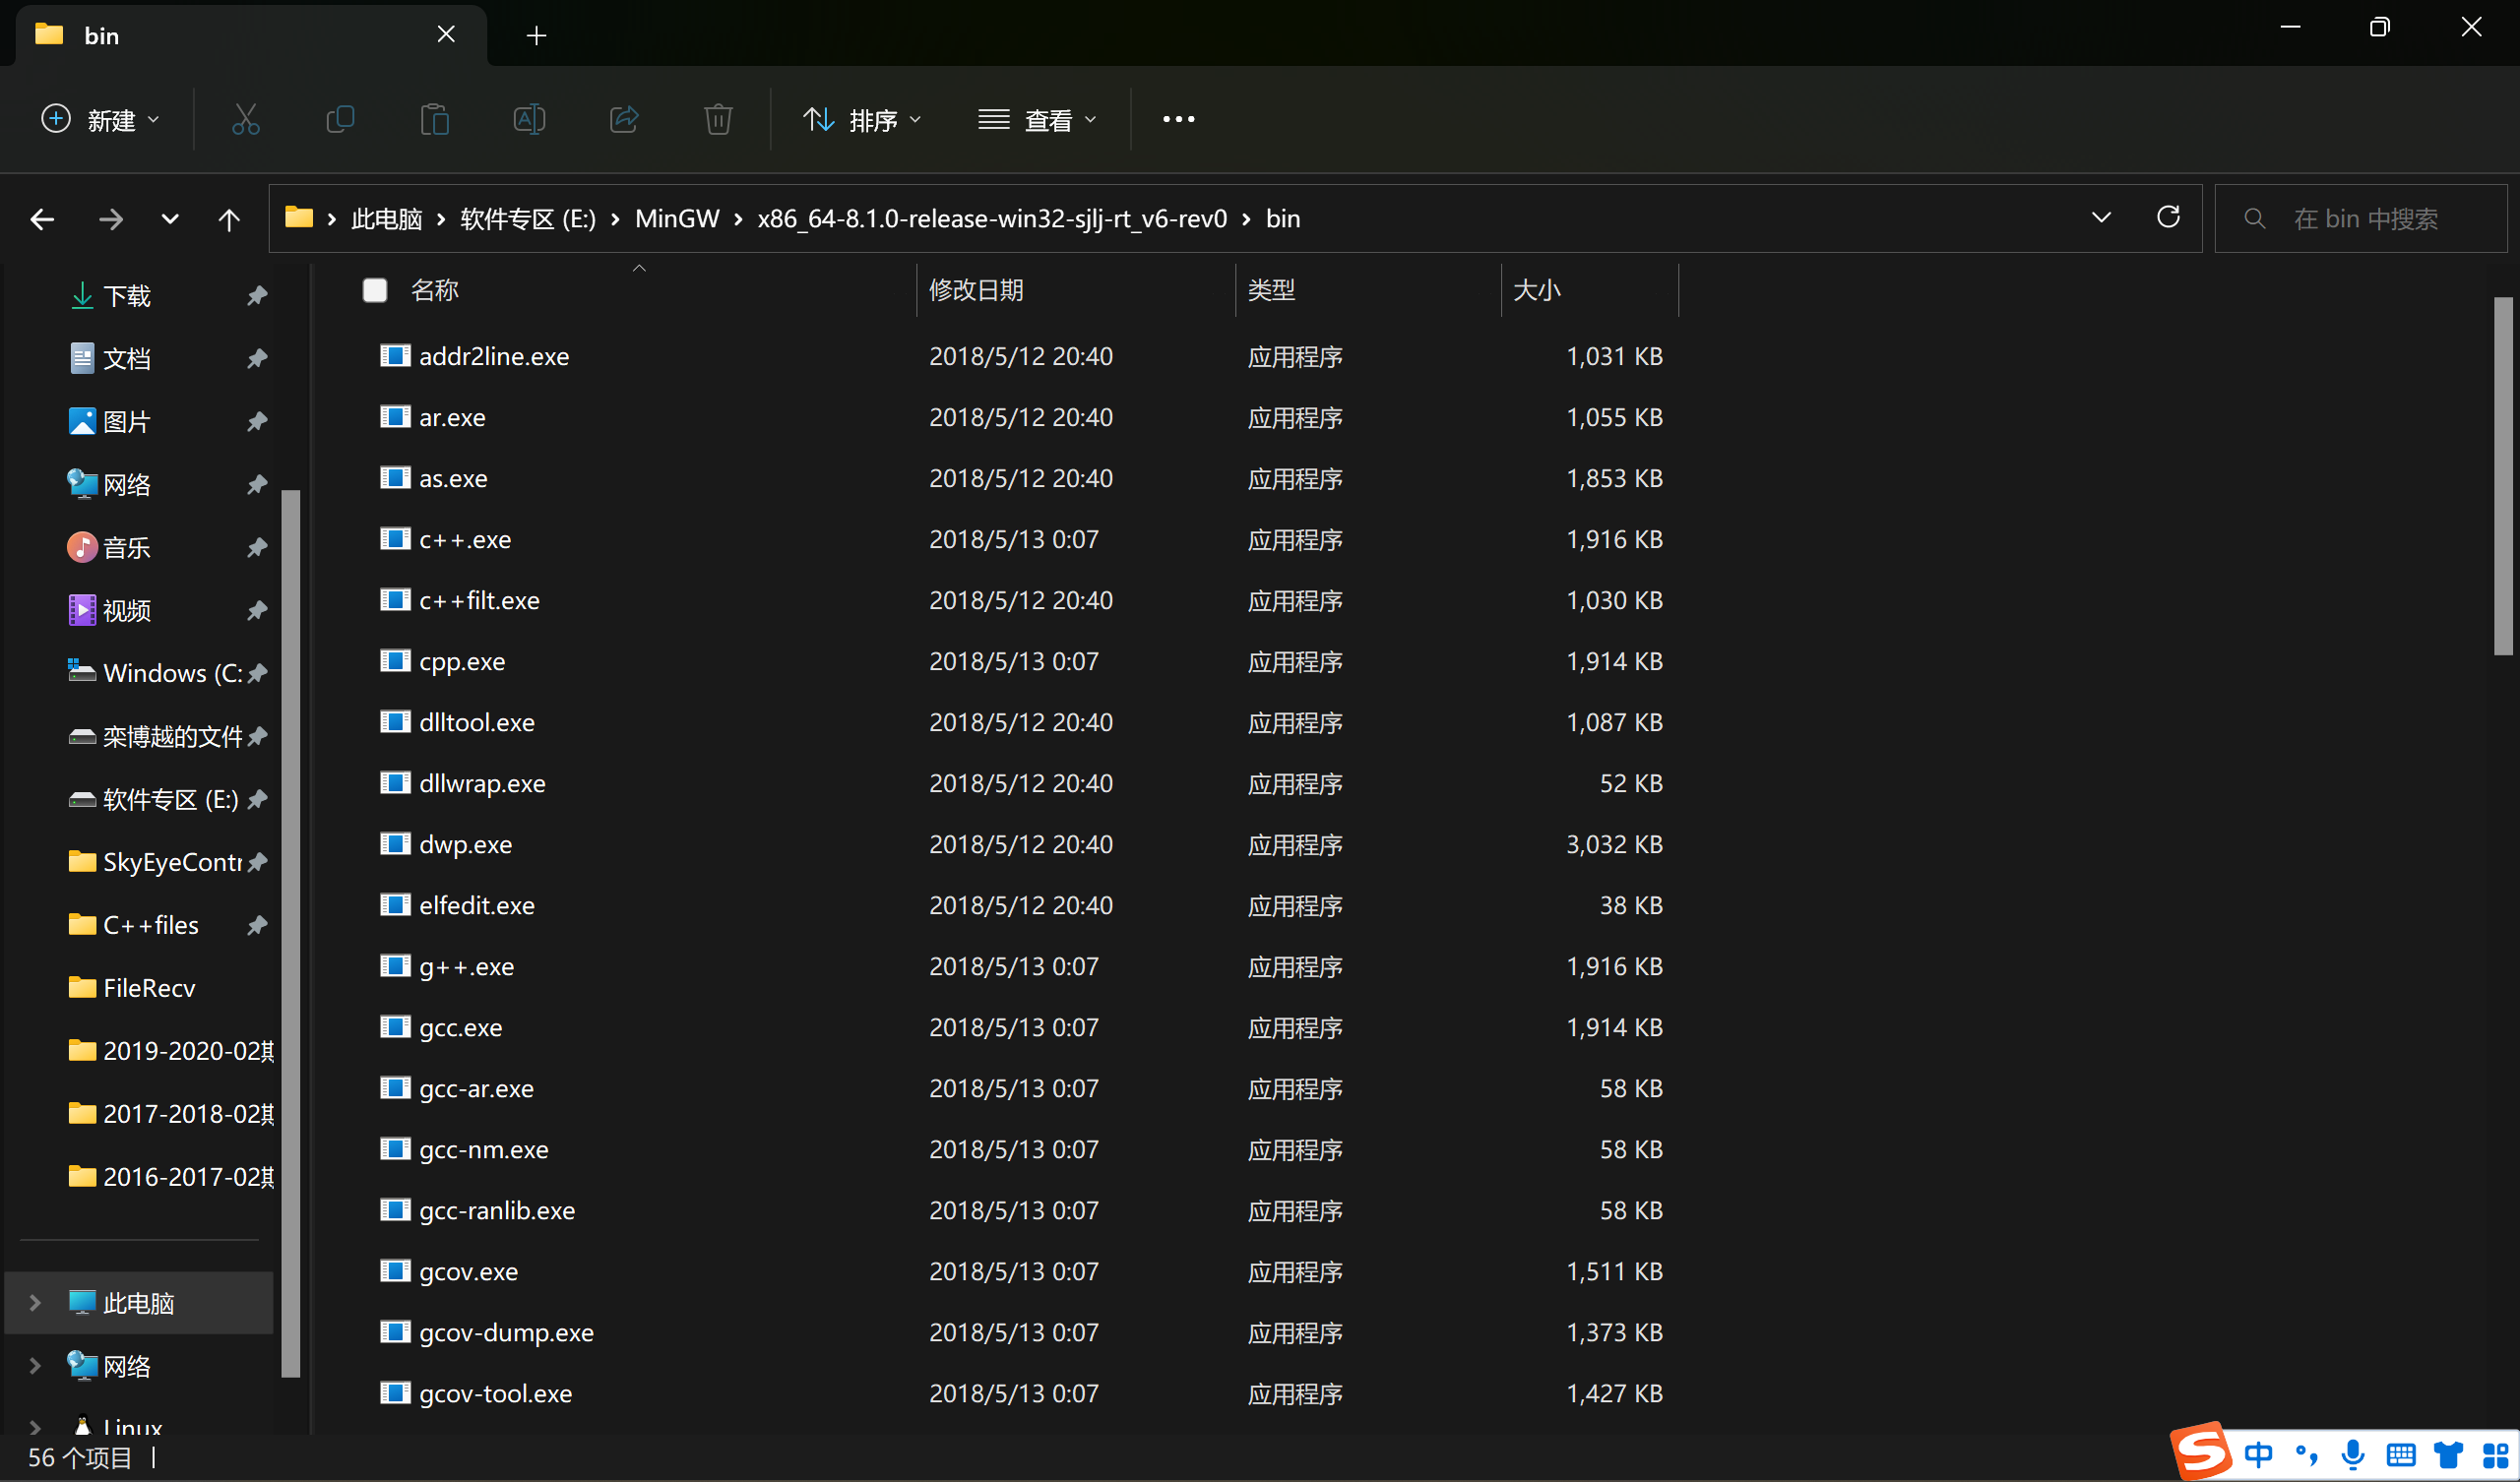 bin
新建
排序
查看
此电脑 › 软件专区 (E:) › MinGW › x86_64-8.1.0-release-win32-sjlj-rt_v6-rev0 › bin
在 bin 中搜索
下载
文档
图片
网络
音乐
视频
Windows (C:
栾博越的文件
软件专区 (E:)
SkyEyeContr
C++files
FileRecv
2019-2020-02期
2017-2018-02期
2016-2017-02期
此电脑
网络
Linux
名称 修改日期 类型 大小
addr2line.exe 2018/5/12 20:40 应用程序 1,031 KB
ar.exe 2018/5/12 20:40 应用程序 1,055 KB
as.exe 2018/5/12 20:40 应用程序 1,853 KB
c++.exe 2018/5/13 0:07 应用程序 1,916 KB
c++filt.exe 2018/5/12 20:40 应用程序 1,030 KB
cpp.exe 2018/5/13 0:07 应用程序 1,914 KB
dlltool.exe 2018/5/12 20:40 应用程序 1,087 KB
dllwrap.exe 2018/5/12 20:40 应用程序 52 KB
dwp.exe 2018/5/12 20:40 应用程序 3,032 KB
elfedit.exe 2018/5/12 20:40 应用程序 38 KB
g++.exe 2018/5/13 0:07 应用程序 1,916 KB
gcc.exe 2018/5/13 0:07 应用程序 1,914 KB
gcc-ar.exe 2018/5/13 0:07 应用程序 58 KB
gcc-nm.exe 2018/5/13 0:07 应用程序 58 KB
gcc-ranlib.exe 2018/5/13 0:07 应用程序 58 KB
gcov.exe 2018/5/13 0:07 应用程序 1,511 KB
gcov-dump.exe 2018/5/13 0:07 应用程序 1,373 KB
gcov-tool.exe 2018/5/13 0:07 应用程序 1,427 KB
56 个项目
中